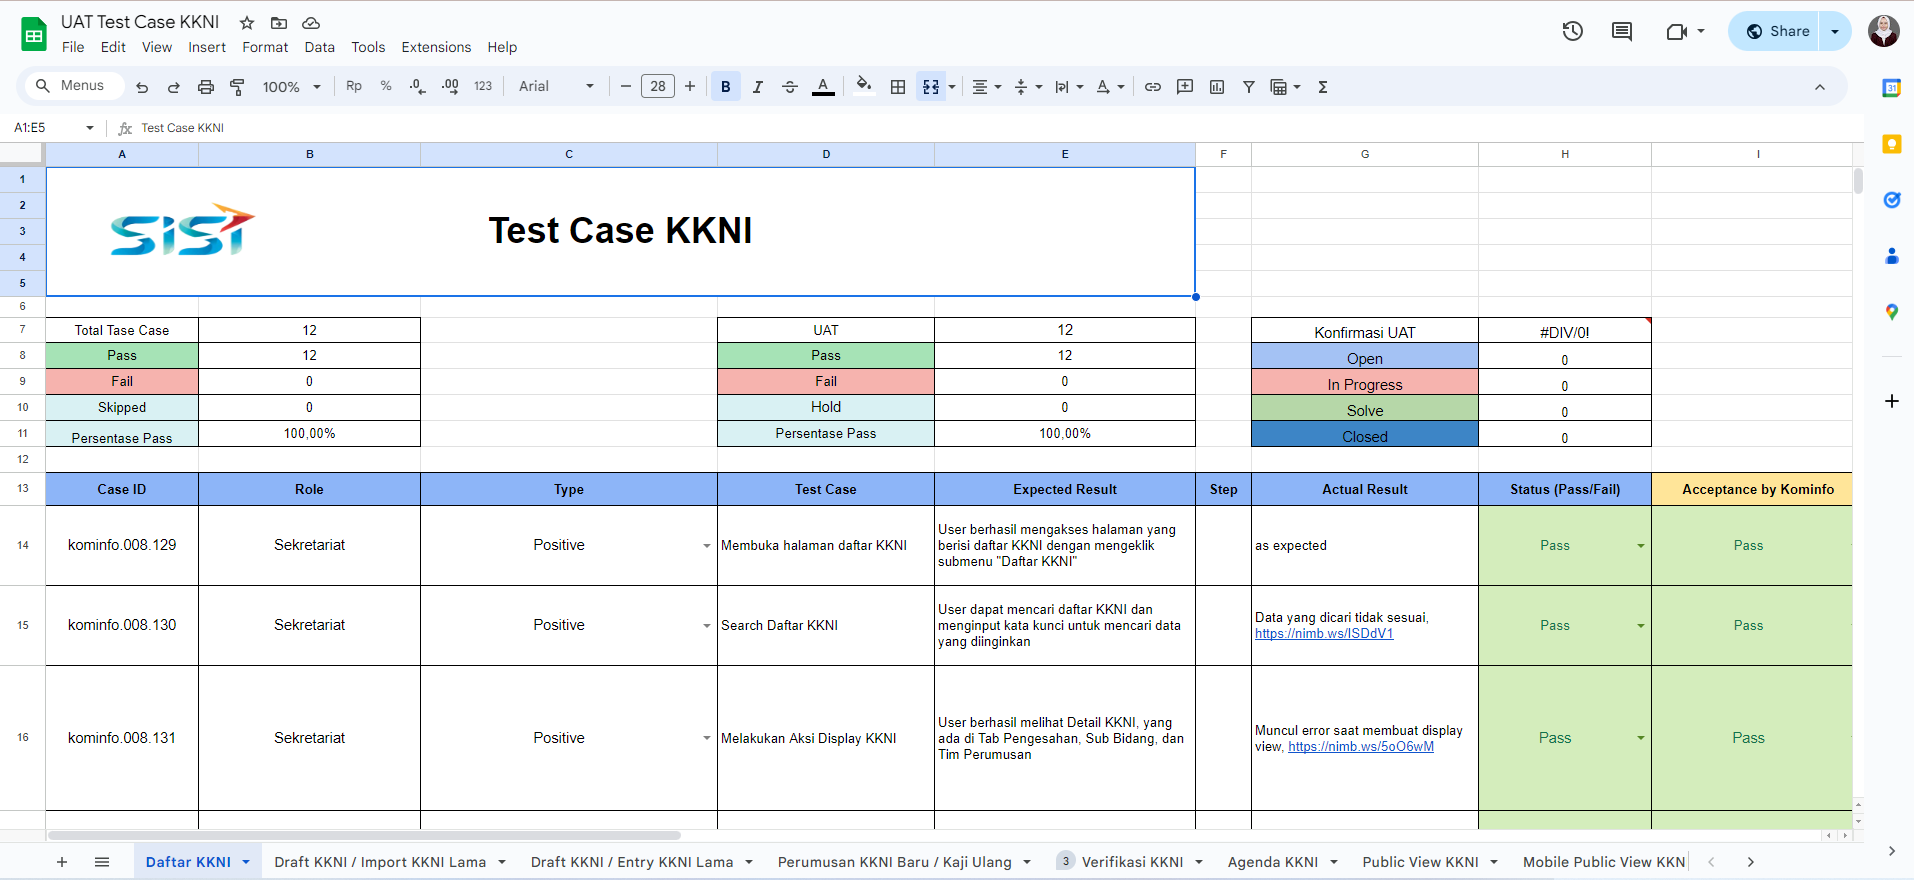 UAT Test Case KKNI
File Edit View Insert Format Data Tools Extensions Help
Share
Menus 100% Rp % .0 .00 123 Arial 28 B I A
31
A1:E5 fx Test Case KKNI
A B C D E F G H I
1
2
3
4
5
SISI
Test Case KKNI
6
7 Total Tase Case 12 UAT 12 Konfirmasi UAT #DIV/0!
8 Pass 12 Pass 12 Open 0
9 Fail 0 Fail 0 In Progress 0
10 Skipped 0 Hold 0 Solve 0
11 Persentase Pass 100,00% Persentase Pass 100,00% Closed 0
12
13 Case ID Role Type Test Case Expected Result Step Actual Result Status (Pass/Fail) Acceptance by Kominfo
14 kominfo.008.129 Sekretariat Positive Membuka halaman daftar KKNI
User berhasil mengakses halaman yang
berisi daftar KKNI dengan mengeklik
submenu "Daftar KKNI"
as expected Pass Pass
15 kominfo.008.130 Sekretariat Positive Search Daftar KKNI
User dapat mencari daftar KKNI dan
menginput kata kunci untuk mencari data
yang diinginkan
Data yang dicari tidak sesuai,
https://nimb.ws/ISDdV1
Pass Pass
16 kominfo.008.131 Sekretariat Positive Melakukan Aksi Display KKNI
User berhasil melihat Detail KKNI, yang
ada di Tab Pengesahan, Sub Bidang, dan
Tim Perumusan
Muncul error saat membuat display
view, https://nimb.ws/5oO6wM
Pass Pass
Daftar KKNI Draft KKNI / Import KKNI Lama Draft KKNI / Entry KKNI Lama Perumusan KKNI Baru / Kaji Ulang 3 Verifikasi KKNI Agenda KKNI Public View KKNI Mobile Public View KKN